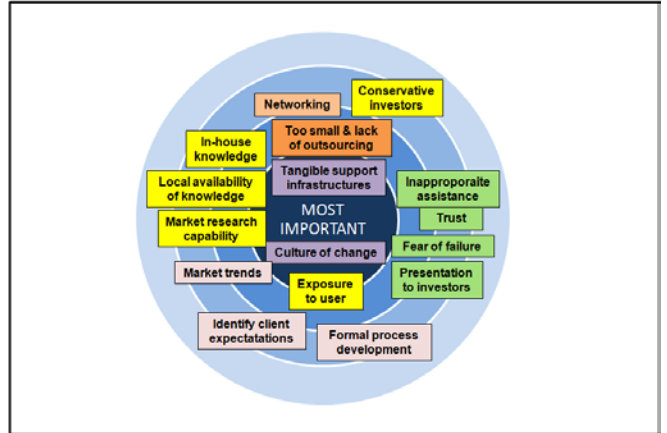 Conservative
investors
Networking
Too small & lack
of outsourcing
In-house
knowledge
Tangible support
infrastructures
Local availability
of knowledge
Inapproporaite
assistance
MOST
IMPORTANT
Trust
Market research
capability
Fear of failure
Culture of change
Market trends
Presentation
to investors
Exposure
to user
Identify client
expectatations
Formal process
development